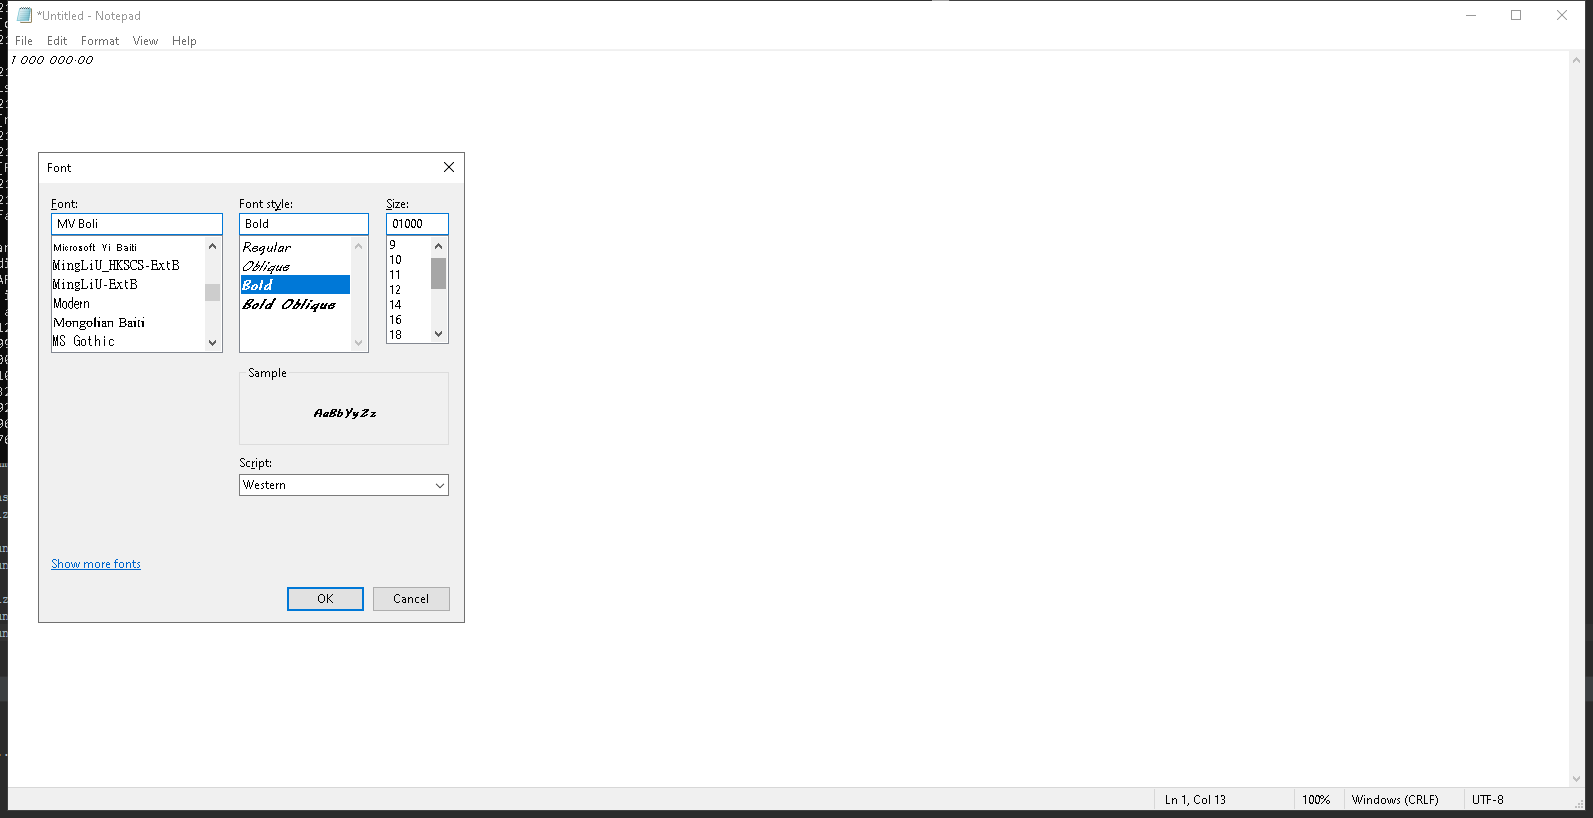 *Untitled - Notepad
File Edit Format View Help
1 000 000.00
Font
Font:
MV Boli
Microsoft Yi Baiti
MingLiU_HKSCS-ExtB
MingLiU-ExtB
Modern
Mongolian Baiti
MS Gothic
Font style:
Bold
Regular
Oblique
Bold
Bold Oblique
Size:
01000
9
10
11
12
14
16
18
Sample
AaBbYyZz
Script:
Western
Show more fonts
OK
Cancel
Ln 1, Col 13
100%
Windows (CRLF)
UTF-8